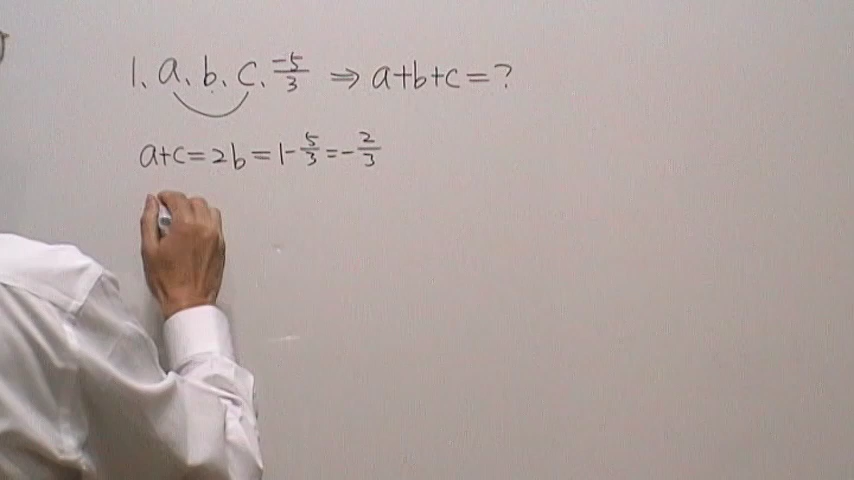 1、a、b、c、-5/3 ⇒ a+b+c=?
a+c=2b=1-5/3=-2/3